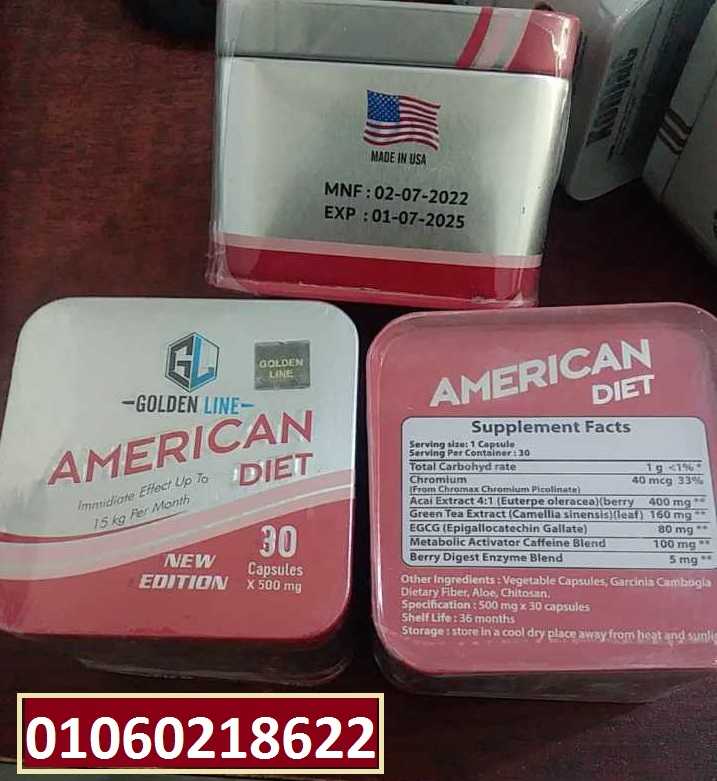 MADE IN USA
MNF : 02-07-2022
EXP : 01-07-2025
GL
GOLDEN LINE
GOLDEN
LINE
AMERICAN
DIET
Immidiate Effect Up To
15 kg Per Month
NEW
EDITION
30
Capsules
X 500 mg
AMERICAN
DIET
Supplement Facts
Serving size: 1 Capsule
Serving Per Container : 30
Total Carbohyd rate 1 g <1% *
Chromium 40 mcg 33%
(From Chromax Chromium Picolinate)
Acai Extract 4:1 (Euterpe oleracea)(berry 400 mg **
Green Tea Extract (Camellia sinensis)(leaf) 160 mg **
EGCG (Epigallocatechin Gallate) 80 mg **
Metabolic Activator Caffeine Blend 100 mg **
Berry Digest Enzyme Blend 5 mg **
Other Ingredients : Vegetable Capsules, Garcinia Cambogia
Dietary Fiber, Aloe, Chitosan.
Specification : 500 mg x 30 capsules
Shelf Life : 36 months
Storage : store in a cool dry place away from heat and sunlig
01060218622